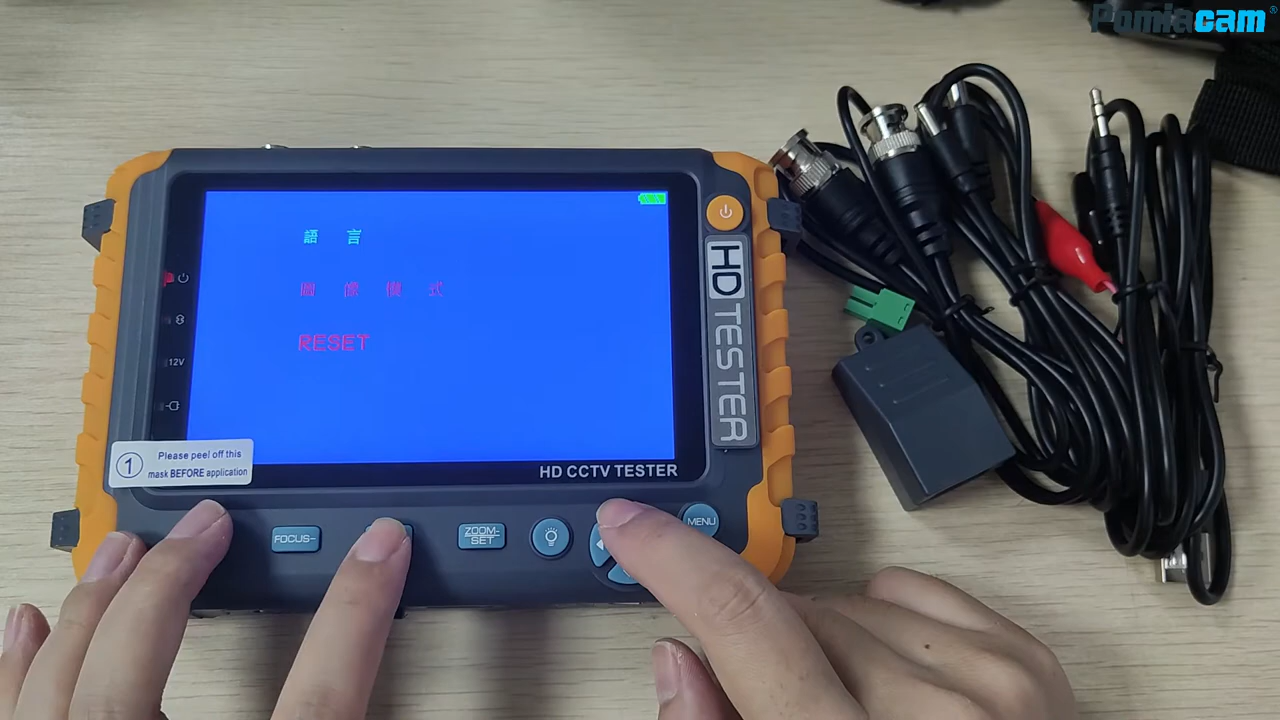 Pomiacam®
語 言
圖 像 模 式
RESET
12V
HD TESTER
① Please peel off this
mask BEFORE application
HD CCTV TESTER
FOCUS-
ZOOM-
SET
MENU